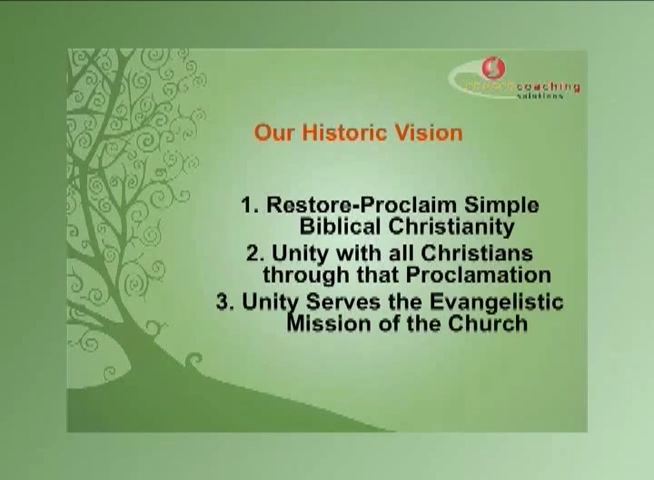 churchcoaching
solutions
Our Historic Vision
1. Restore-Proclaim Simple
Biblical Christianity
2. Unity with all Christians
through that Proclamation
3. Unity Serves the Evangelistic
Mission of the Church